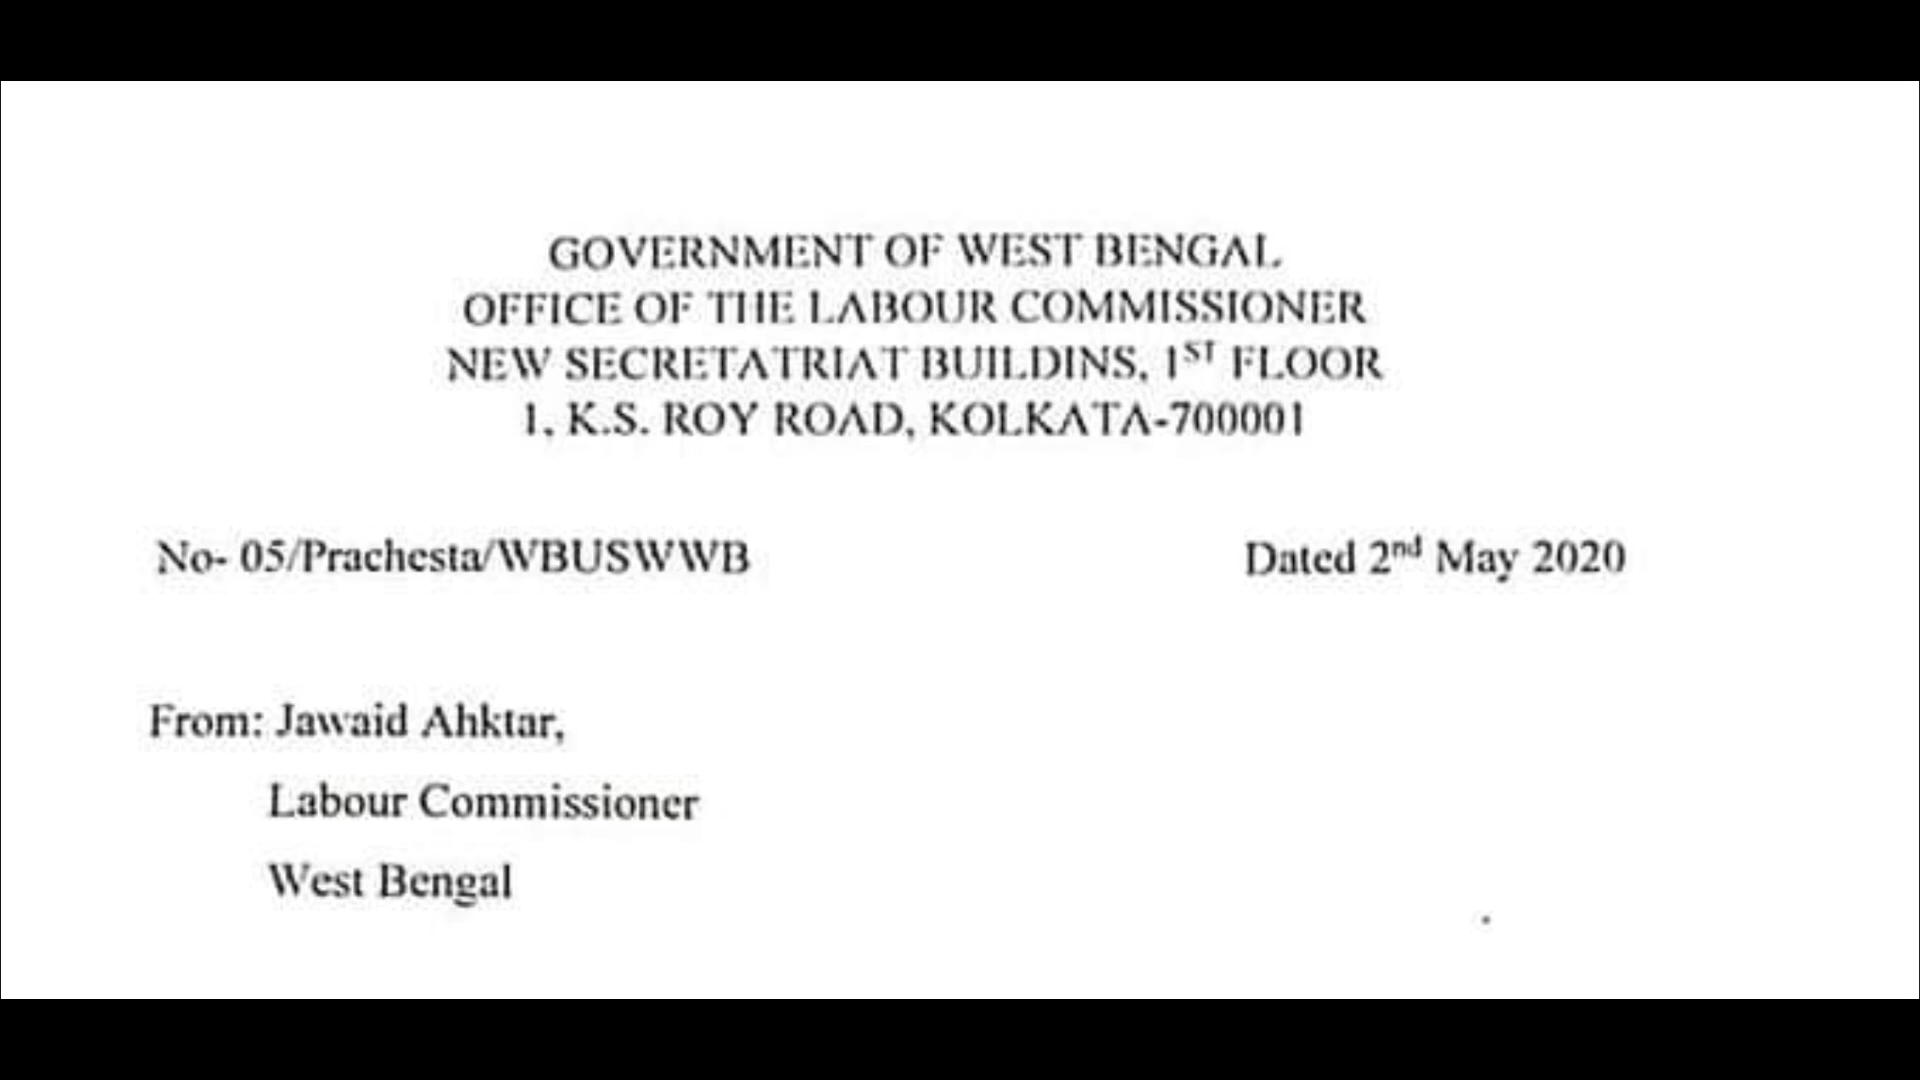 GOVERNMENT OF WEST BENGAL
OFFICE OF THE LABOUR COMMISSIONER
NEW SECRETATRIAT BUILDINS, 1ST FLOOR
1, K.S. ROY ROAD, KOLKATA-700001
No- 05/Prachesta/WBUSWWB Dated 2nd May 2020
From: Jawaid Ahktar,
Labour Commissioner
West Bengal